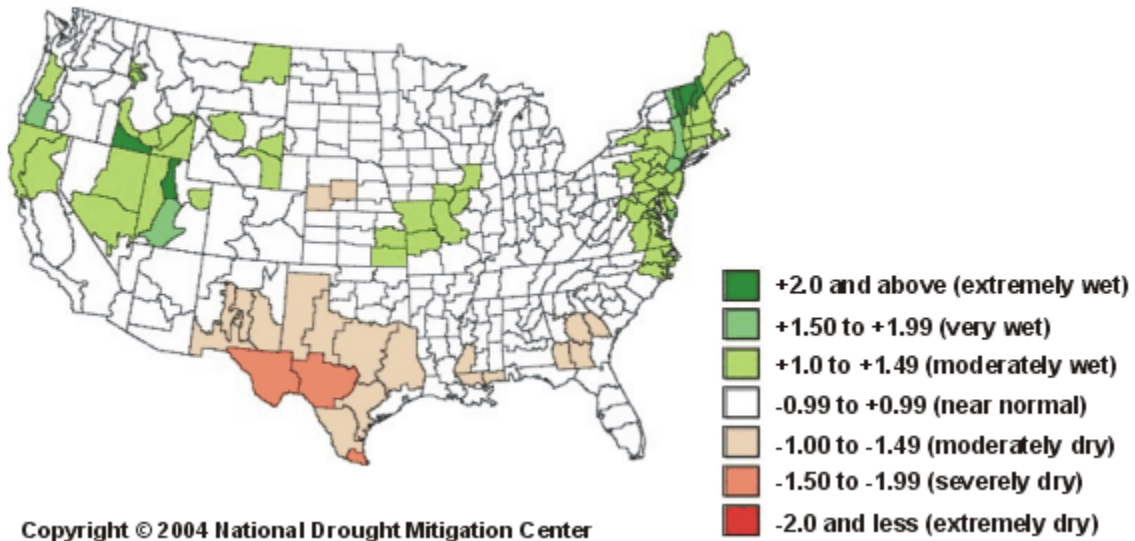 +2.0 and above (extremely wet)
+1.50 to +1.99 (very wet)
+1.0 to +1.49 (moderately wet)
-0.99 to +0.99 (near normal)
-1.00 to -1.49 (moderately dry)
-1.50 to -1.99 (severely dry)
-2.0 and less (extremely dry)
Copyright © 2004 National Drought Mitigation Center